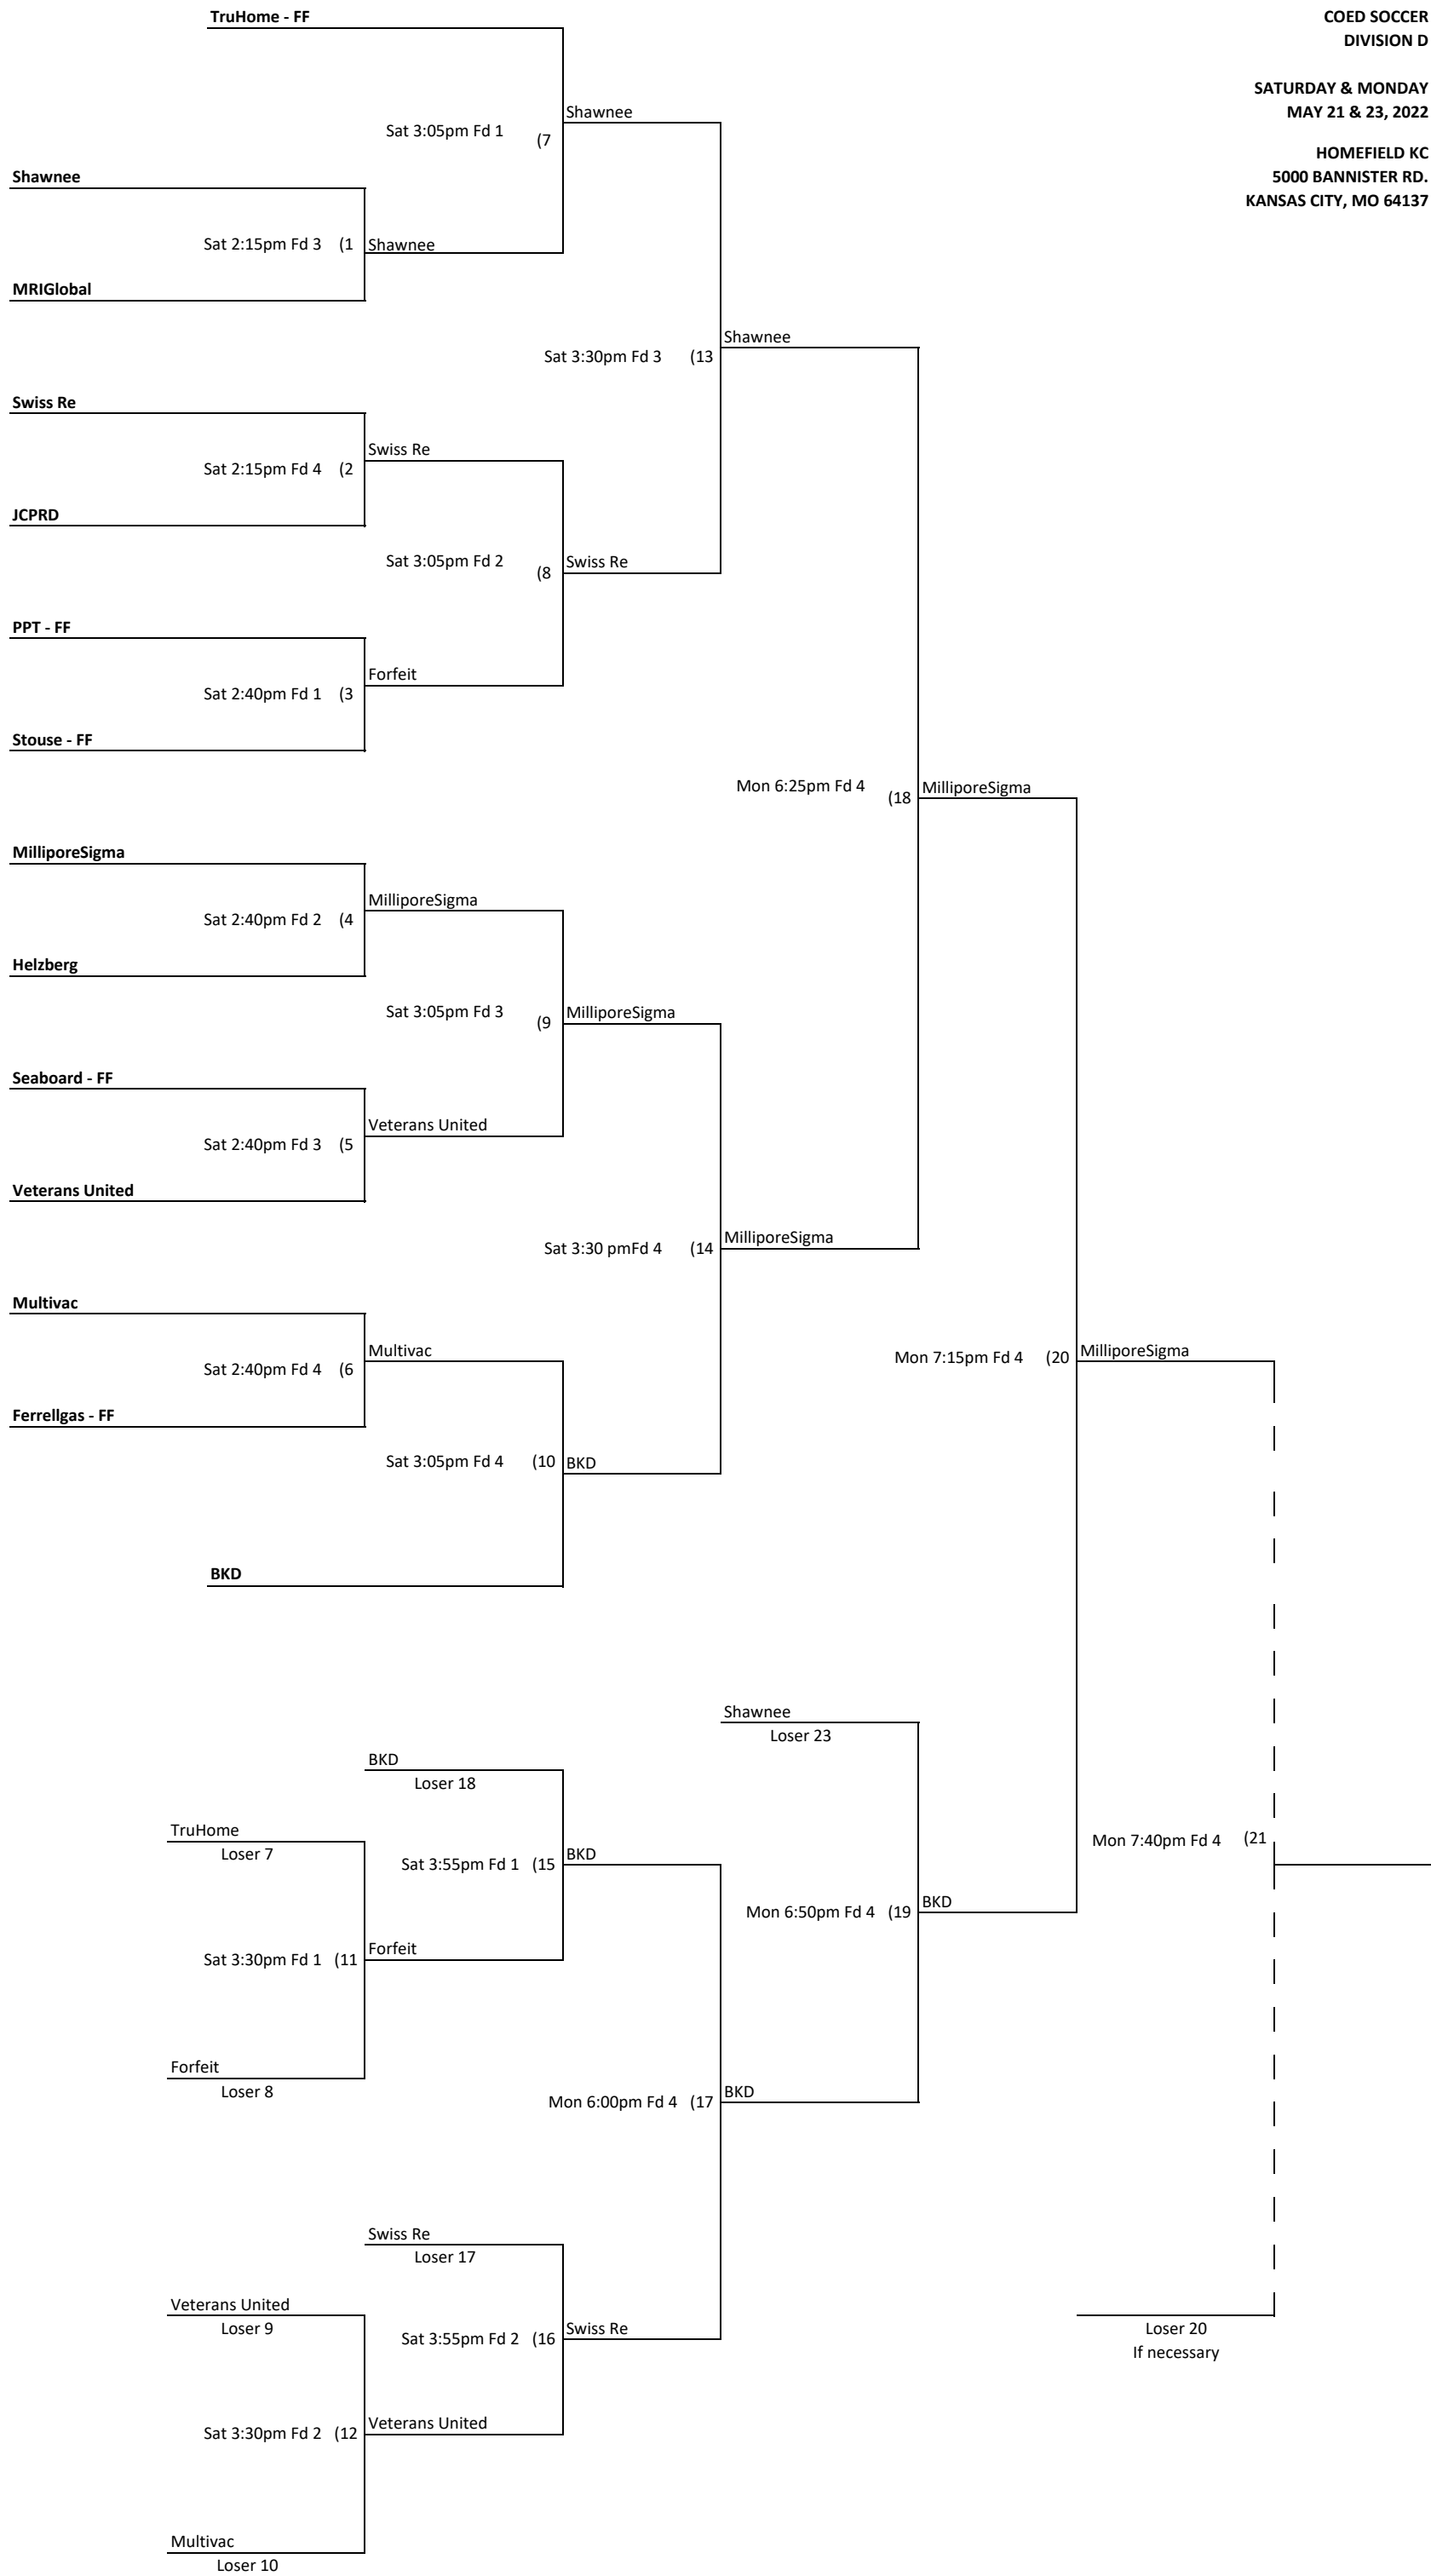 TruHome - FF
COED SOCCER
DIVISION D
SATURDAY & MONDAY
MAY 21 & 23, 2022
HOMEFIELD KC
5000 BANNISTER RD.
KANSAS CITY, MO 64137
Shawnee
Sat 3:05pm Fd 1 (7
Shawnee
Sat 2:15pm Fd 3 (1 Shawnee
MRIGlobal
Shawnee
Sat 3:30pm Fd 3 (13
Swiss Re
Swiss Re
Sat 2:15pm Fd 4 (2
JCPRD
Sat 3:05pm Fd 2 (8 Swiss Re
PPT - FF
Forfeit
Sat 2:40pm Fd 1 (3
Stouse - FF
Mon 6:25pm Fd 4 (18 MilliporeSigma
MilliporeSigma
MilliporeSigma
Sat 2:40pm Fd 2 (4
Helzberg
Sat 3:05pm Fd 3 (9 MilliporeSigma
Seaboard - FF
Veterans United
Sat 2:40pm Fd 3 (5
Veterans United
MilliporeSigma
Sat 3:30 pmFd 4 (14
Multivac
Multivac
Mon 7:15pm Fd 4 (20 MilliporeSigma
Sat 2:40pm Fd 4 (6
Ferrellgas - FF
Sat 3:05pm Fd 4 (10 BKD
BKD
Shawnee
Loser 23
BKD
Loser 18
TruHome
Loser 7
Mon 7:40pm Fd 4 (21
BKD
Sat 3:55pm Fd 1 (15
BKD
Mon 6:50pm Fd 4 (19
Forfeit
Sat 3:30pm Fd 1 (11
Forfeit
Loser 8
BKD
Mon 6:00pm Fd 4 (17
Swiss Re
Loser 17
Veterans United
Loser 9
Swiss Re
Sat 3:55pm Fd 2 (16
Loser 20
If necessary
Veterans United
Sat 3:30pm Fd 2 (12
Multivac
Loser 10